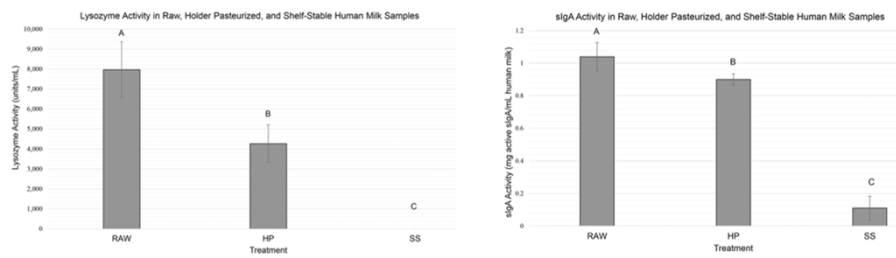 Lysozyme Activity in Raw, Holder Pasteurized, and Shelf-Stable Human Milk Samples
Lysozyme Activity (units/mL)
10,000
9,000
8,000
7,000
6,000
5,000
4,000
3,000
2,000
1,000
0
A
B
C
RAW
HP
SS
Treatment
sIgA Activity in Raw, Holder Pasteurized, and Shelf-Stable Human Milk Samples
sIgA Activity (mg active sIgA/mL human milk)
1.2
1
0.8
0.6
0.4
0.2
0
A
B
C
RAW
HP
SS
Treatment